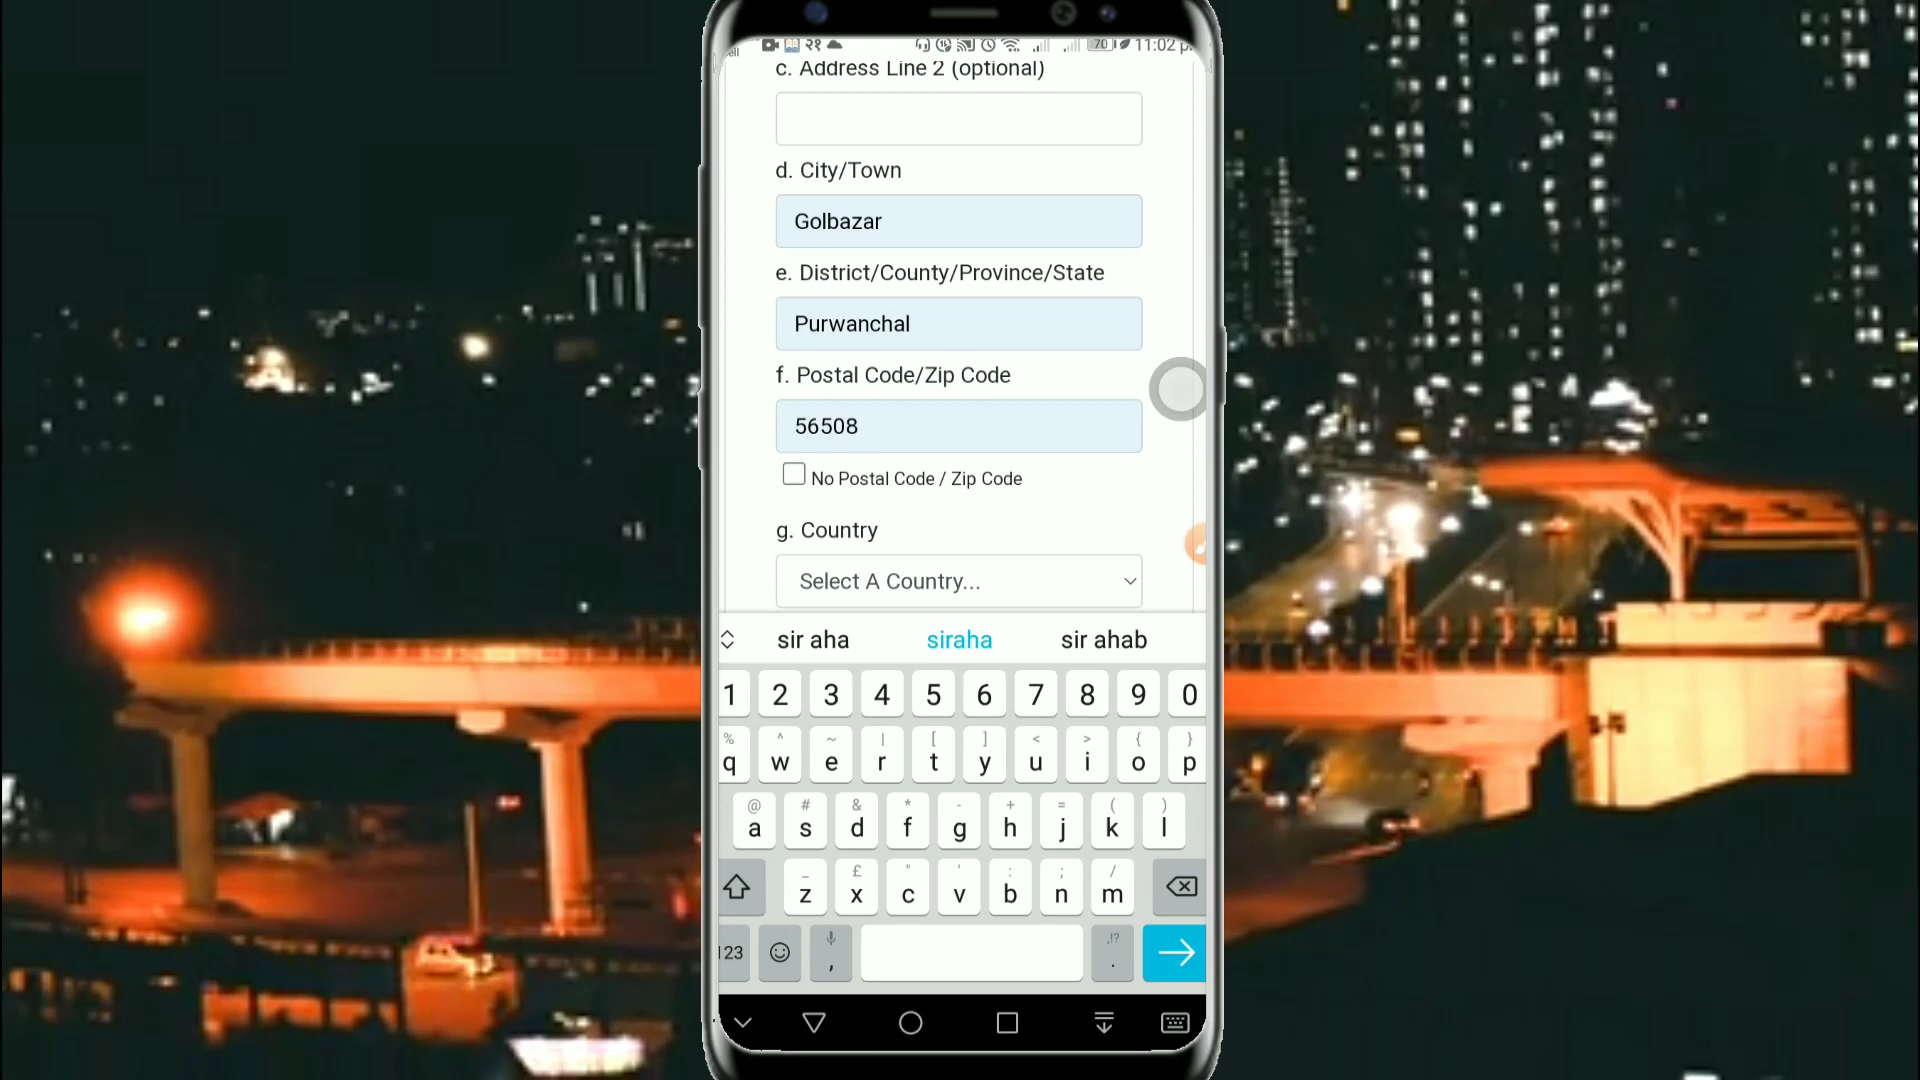 २१ 70 11:02 p
c. Address Line 2 (optional)
d. City/Town
Golbazar
e. District/County/Province/State
Purwanchal
f. Postal Code/Zip Code
56508
No Postal Code / Zip Code
g. Country
Select A Country...
sir aha siraha sir ahab
1 2 3 4 5 6 7 8 9 0
% ^ ~ | [ ] < > { }
q w e r t y u i o p
@ # & * - + = ( )
a s d f g h j k l
_ £ " ' : ; /
z x c v b n m
,!?
123 , .